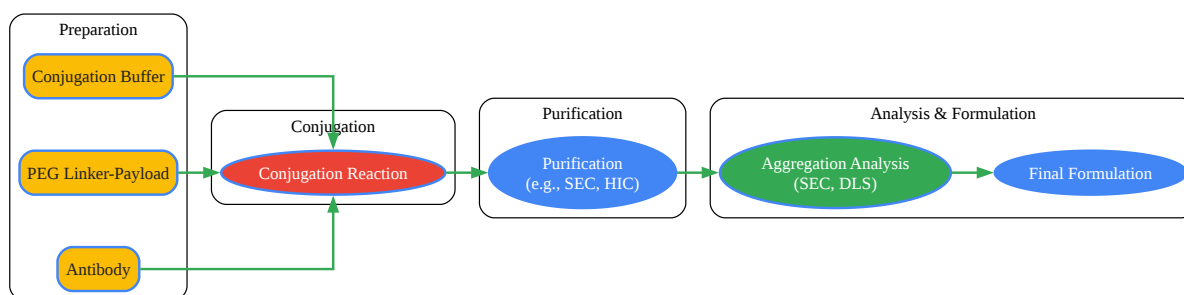 Preparation
Conjugation Buffer
PEG Linker-Payload
Antibody
Conjugation
Conjugation Reaction
Purification
Purification
(e.g., SEC, HIC)
Analysis & Formulation
Aggregation Analysis
(SEC, DLS)
Final Formulation